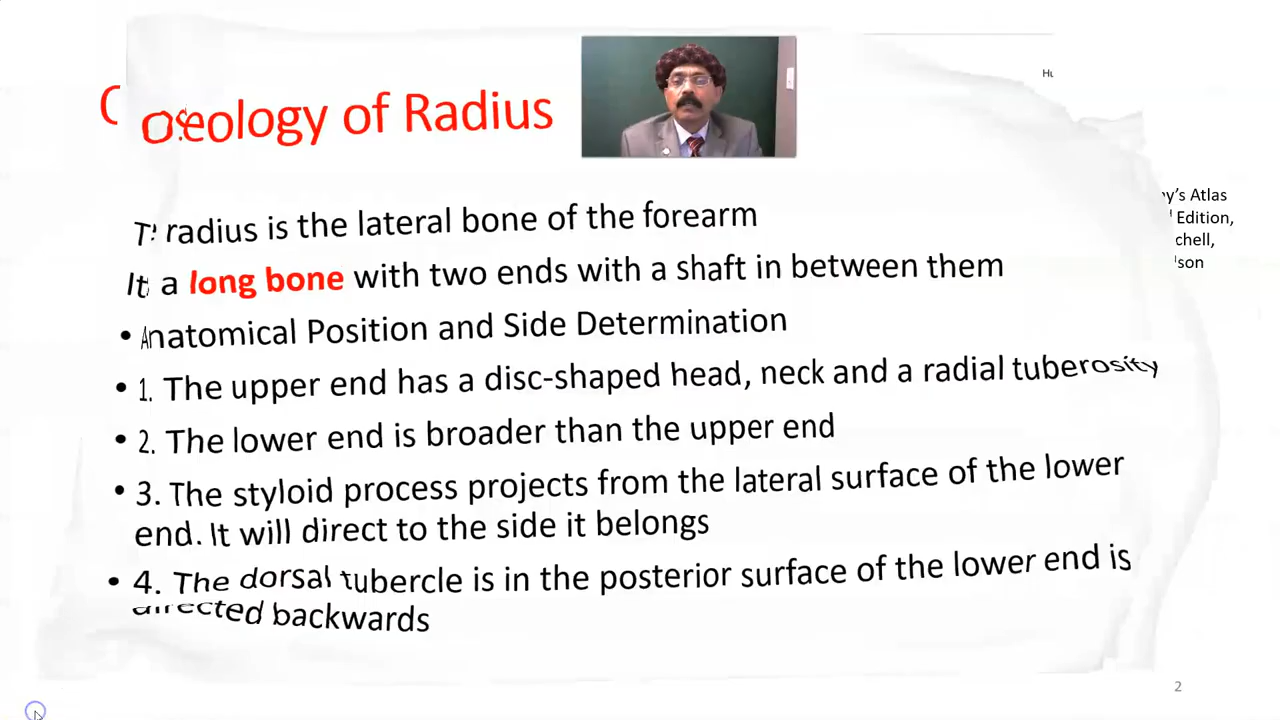 Osteology of Radius
radius is the lateral bone of the forearm
It a long bone with two ends with a shaft in between them
• Anatomical Position and Side Determination
• 1. The upper end has a disc-shaped head, neck and a radial tuberosity
• 2. The lower end is broader than the upper end
• 3. The styloid process projects from the lateral surface of the lower
end. It will direct to the side it belongs
• 4. The dorsal tubercle is in the posterior surface of the lower end is
directed backwards
Atlas
Edition,
2